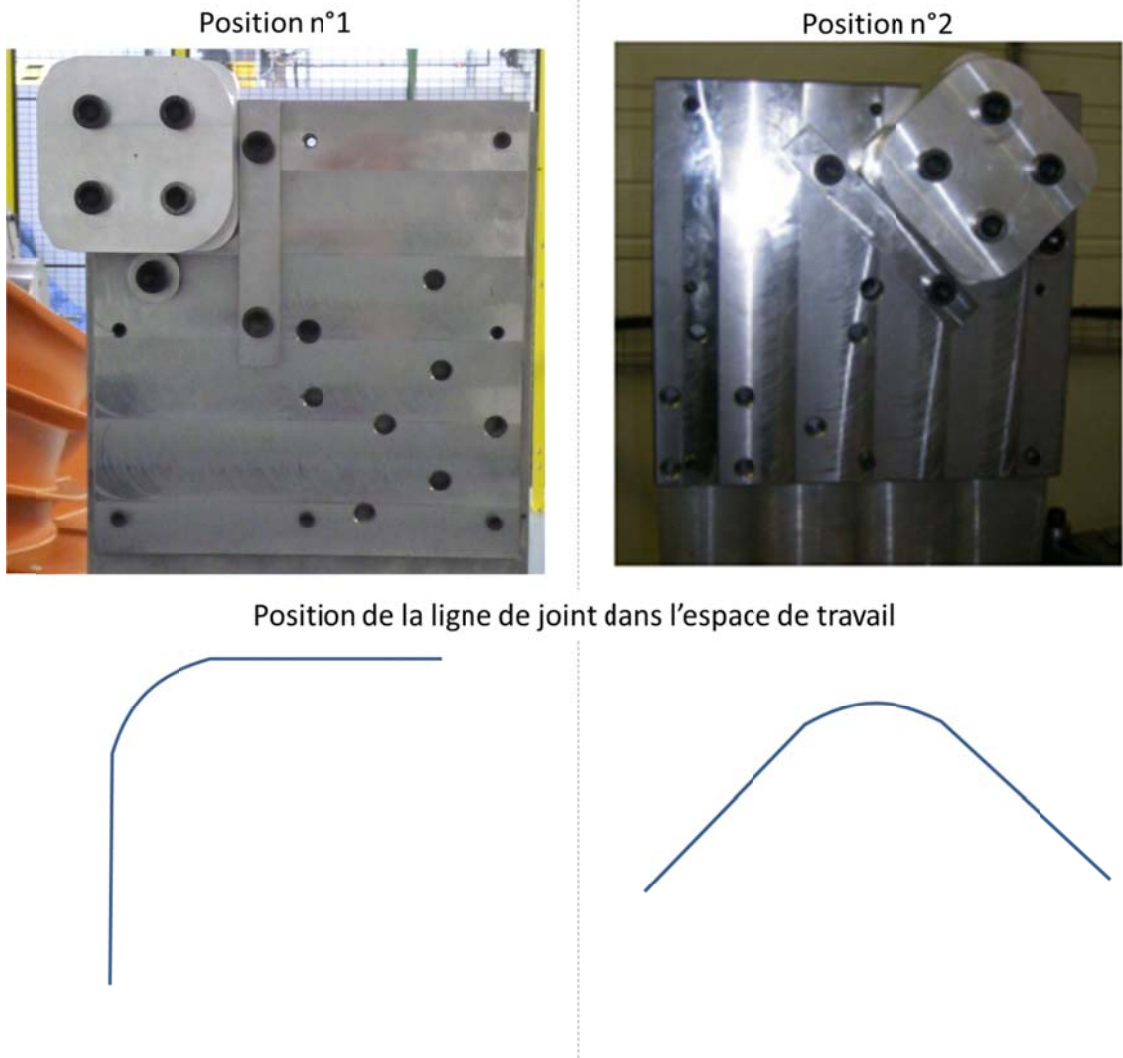 Position n°1
Position n°2
Position de la ligne de joint dans l'espace de travail